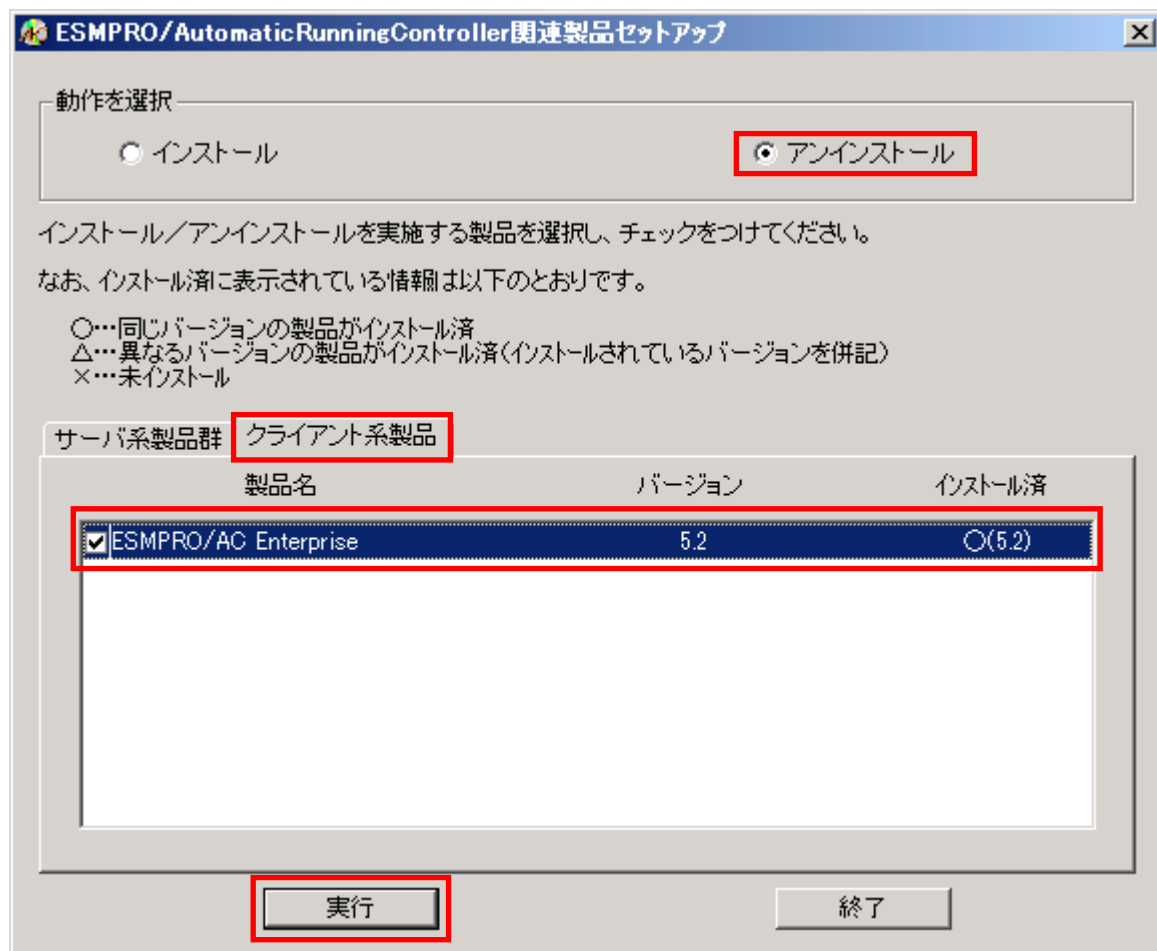 ESMPRO/AutomaticRunningController関連製品セットアップ
動作を選択
インストール
アンインストール
インストール/アンインストールを実施する製品を選択し、チェックをつけてください。
なお、インストール済に表示されている情報は以下のとおりです。
○…同じバージョンの製品がインストール済
△…異なるバージョンの製品がインストール済(インストールされているバージョンを併記)
×…未インストール
サーバ系製品群 クライアント系製品
製品名 バージョン インストール済
ESMPRO/AC Enterprise 5.2 ○(5.2)
実行 終了